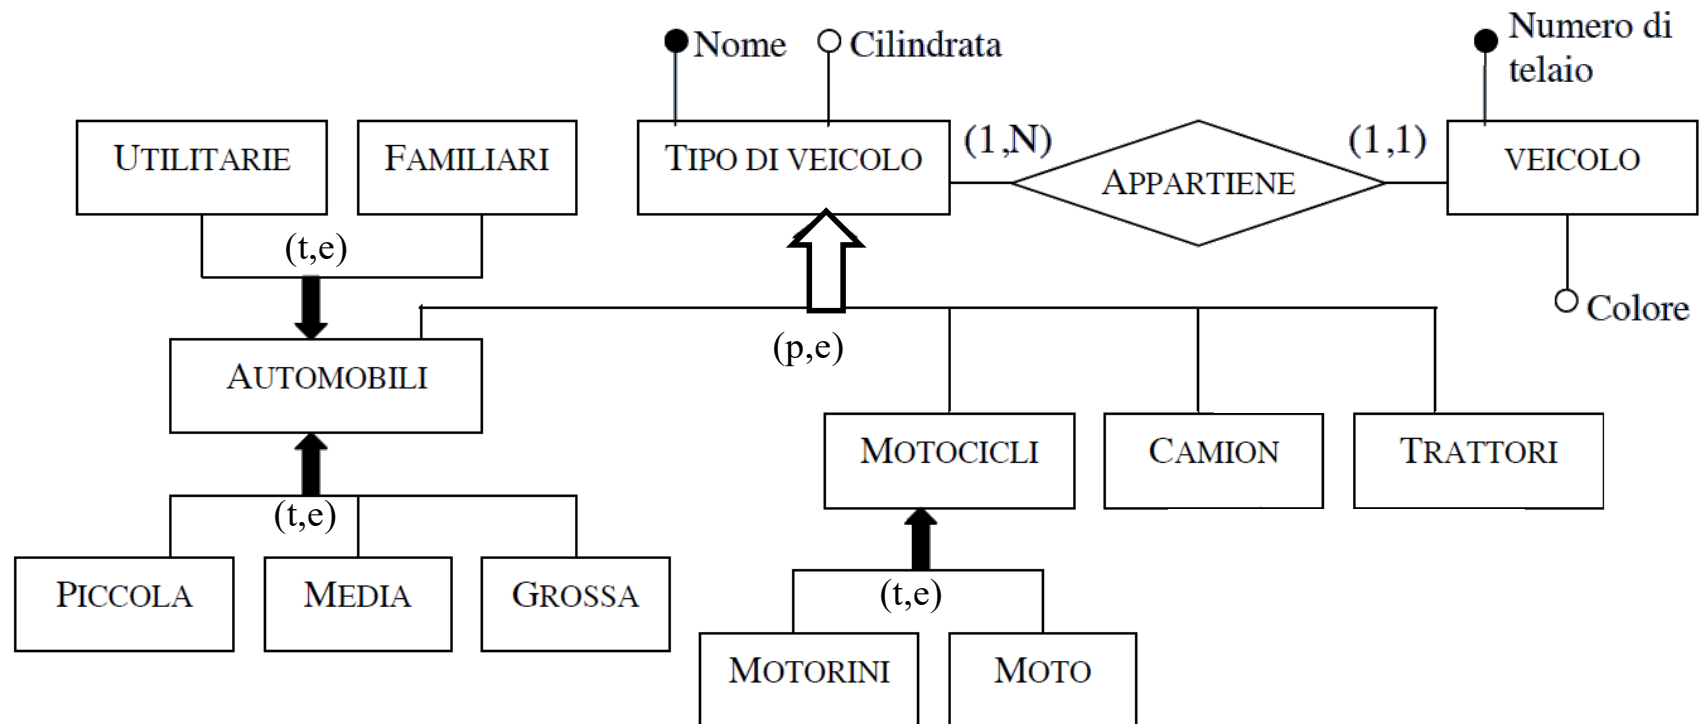 Nome
Cilindrata
Numero di
telaio
UTILITARIE
FAMILIARI
TIPO DI VEICOLO
(1,N)
APPARTIENE
(1,1)
VEICOLO
(t,e)
Colore
(p,e)
AUTOMOBILI
MOTOCICLI
CAMION
TRATTORI
(t,e)
PICCOLA
MEDIA
GROSSA
(t,e)
MOTORINI
MOTO